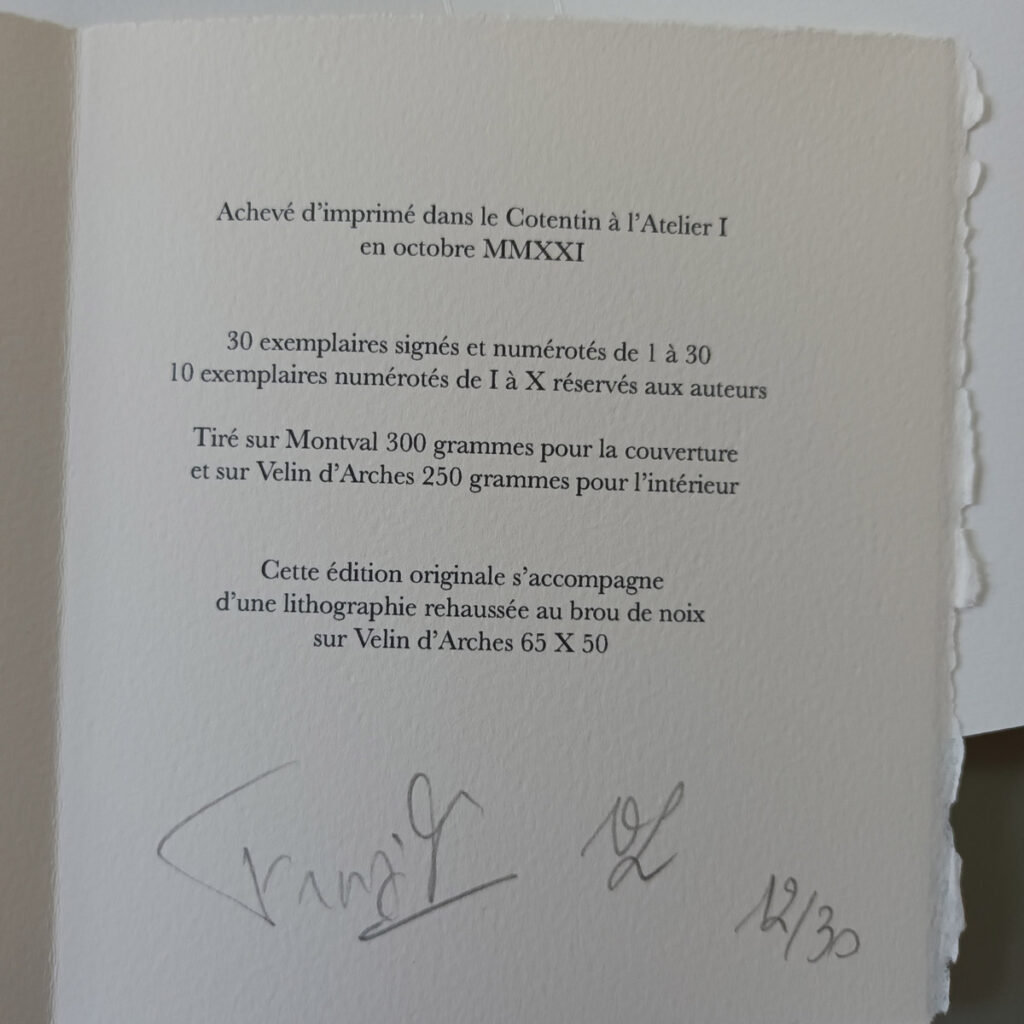 Achevé d'imprimé dans le Cotentin à l'Atelier I
en octobre MMXXI
30 exemplaires signés et numérotés de 1 à 30
10 exemplaires numérotés de I à X réservés aux auteurs
Tiré sur Montval 300 grammes pour la couverture
et sur Velin d'Arches 250 grammes pour l'intérieur
Cette édition originale s'accompagne
d'une lithographie rehaussée au brou de noix
sur Velin d'Arches 65 X 50
12/30